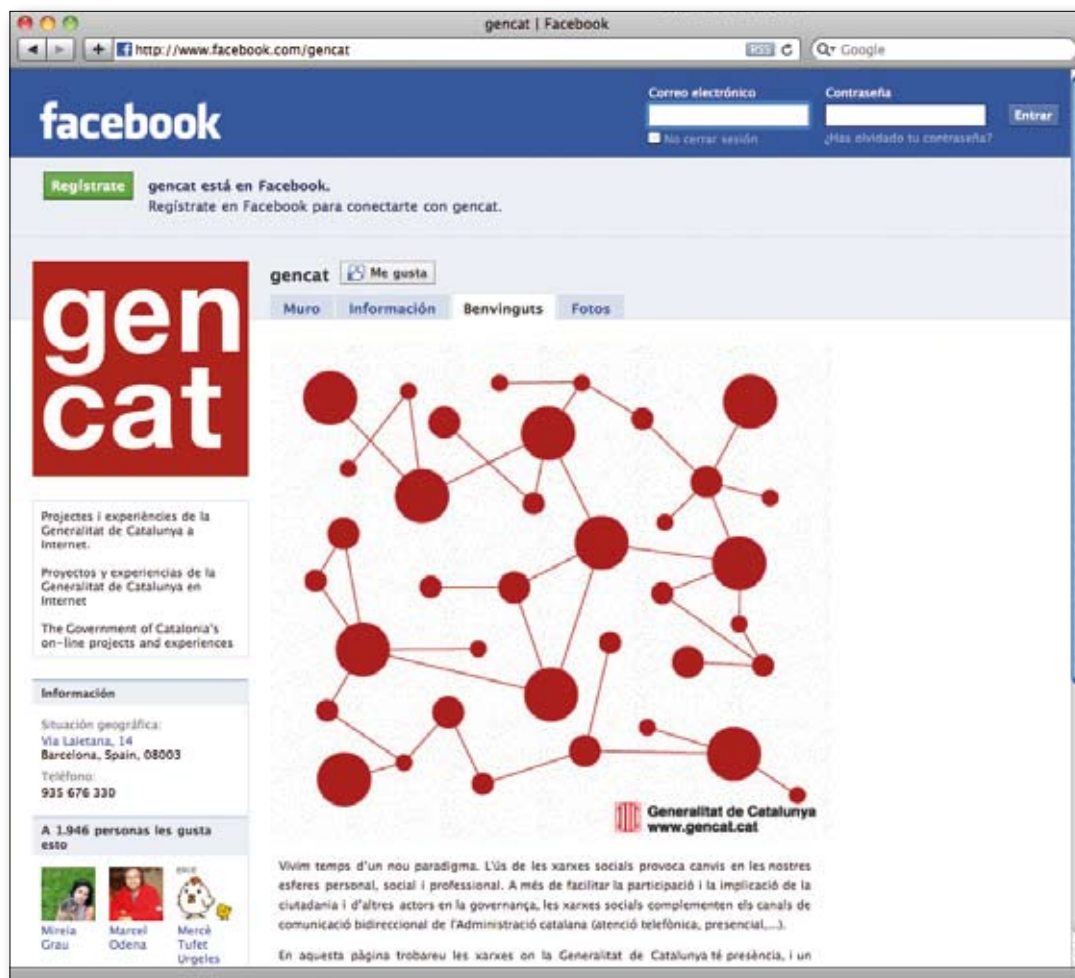 gencat | Facebook
http://www.facebook.com/gencat
RSS
Google
facebook
Correo electrónico
Contraseña
Entrar
No cerrar sesión
¿Has olvidado tu contraseña?
Regístrate
gencat está en Facebook.
Regístrate en Facebook para conectarte con gencat.
gen
cat
gencat
Me gusta
Muro
Información
Benvinguts
Fotos
Projectes i experiències de la
Generalitat de Catalunya a
Internet.
Proyectos y experiencias de la
Generalitat de Catalunya en
Internet
The Government of Catalonia's
on-line projects and experiences
Información
Situación geográfica:
Via Laietana, 14
Barcelona, Spain, 08003
Teléfono:
935 676 330
A 1.946 personas les gusta
esto
Mireia
Grau
Marcel
Odena
Mercè
Tufet
Urgeles
Generalitat de Catalunya
www.gencat.cat
Vivim temps d'un nou paradigma. L'ús de les xarxes socials provoca canvis en les nostres
esferes personal, social i professional. A més de facilitar la participació i la implicació de la
ciutadania i d'altres actors en la governança, les xarxes socials complementen els canals de
comunicació bidireccional de l'Administració catalana (atenció telefònica, presencial,...).
En aquesta pàgina trobareu les xarxes on la Generalitat de Catalunya té presència, i un